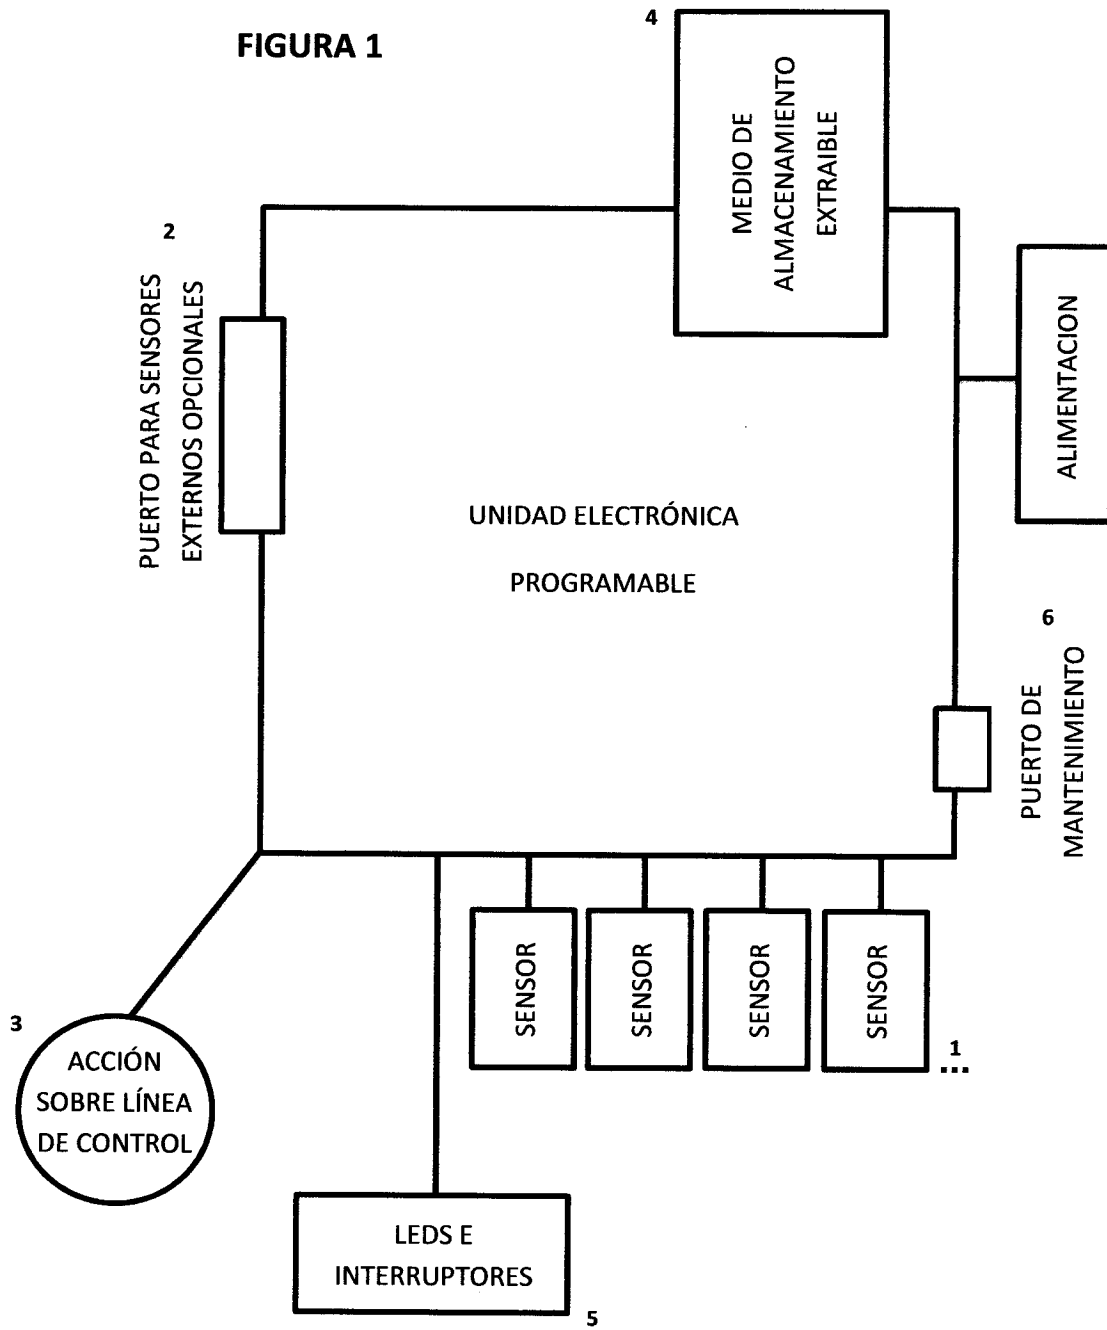 FIGURA 1
4
MEDIO DE
ALMACENAMIENTO
EXTRAIBLE
2
PUERTO PARA SENSORES
EXTERNOS OPCIONALES
ALIMENTACION
UNIDAD ELECTRÓNICA
PROGRAMABLE
6
PUERTO DE
MANTENIMIENTO
SENSOR
SENSOR
SENSOR
SENSOR
1
...
3
ACCIÓN
SOBRE LÍNEA
DE CONTROL
LEDS E
INTERRUPTORES
5